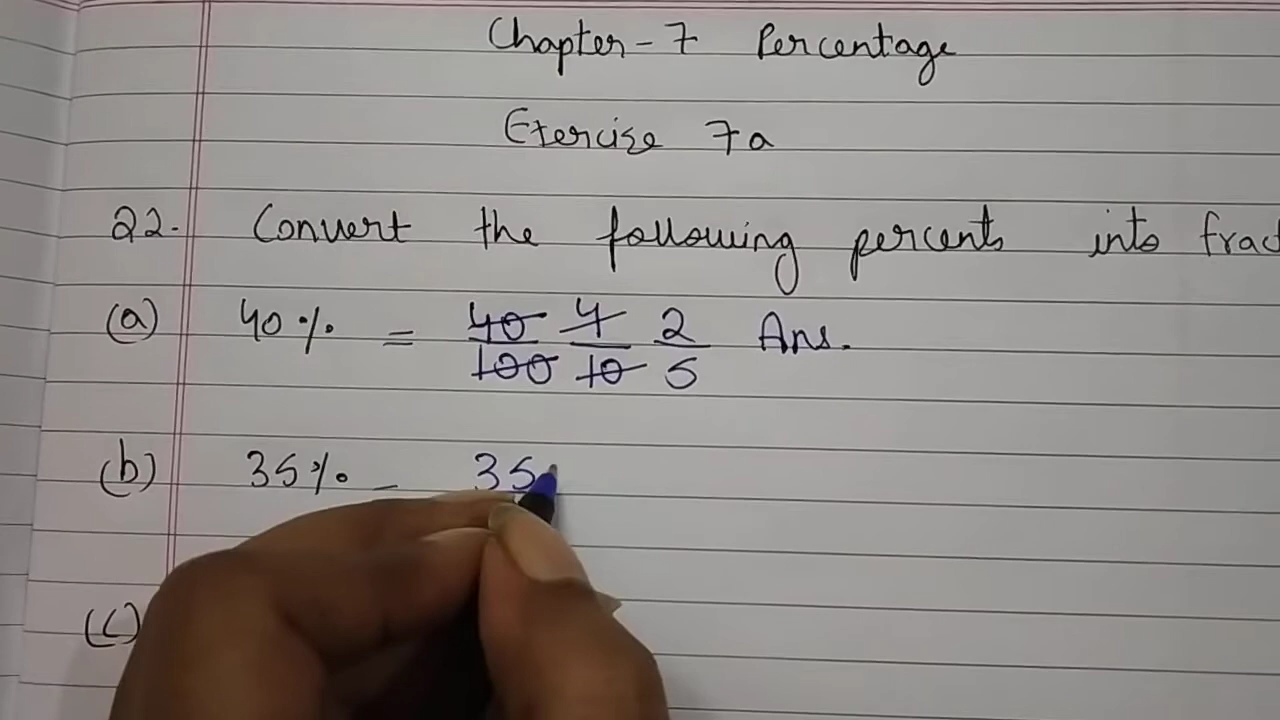 Chapter-7 Percentage
Exercise 7a
22. Convert the following percents into frac
(a) 40% = 40/100 4/10 2/5 Ans.
(b) 35% - 35
(c)